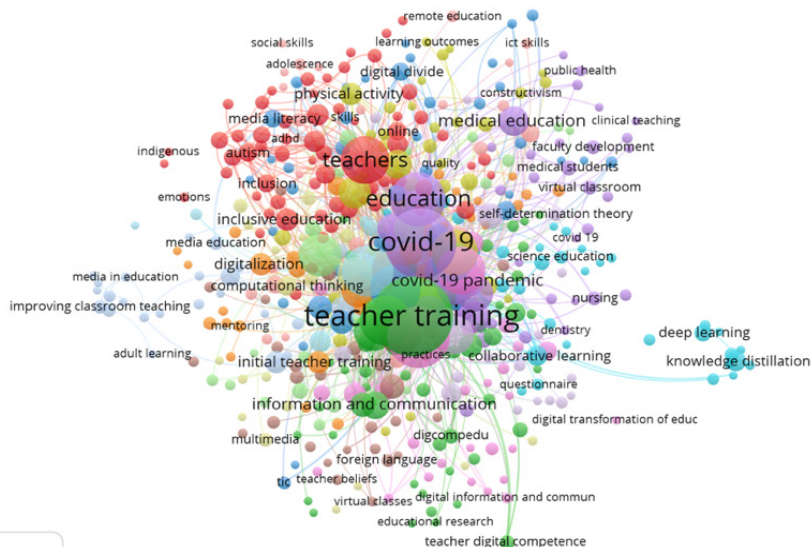 remote education
social skills
learning outcomes
ict skills
adolescence
digital divide
public health
physical activity
constructivism
media literacy
skills
medical education
clinical teaching
online
adhd
indigenous
autism
teachers
quality
faculty development
medical students
inclusion
virtual classroom
emotions
education
inclusive education
self-determination theory
media education
covid-19
covid 19
science education
digitalization
media in education
computational thinking
covid-19 pandemic
improving classroom teaching
nursing
teacher training
mentoring
dentistry
deep learning
adult learning
initial teacher training
practices
collaborative learning
knowledge distillation
questionnaire
information and communication
digital transformation of educ
multimedia
digcompedu
foreign language
tic
teacher beliefs
virtual classes
digital information and commun
educational research
teacher digital competence